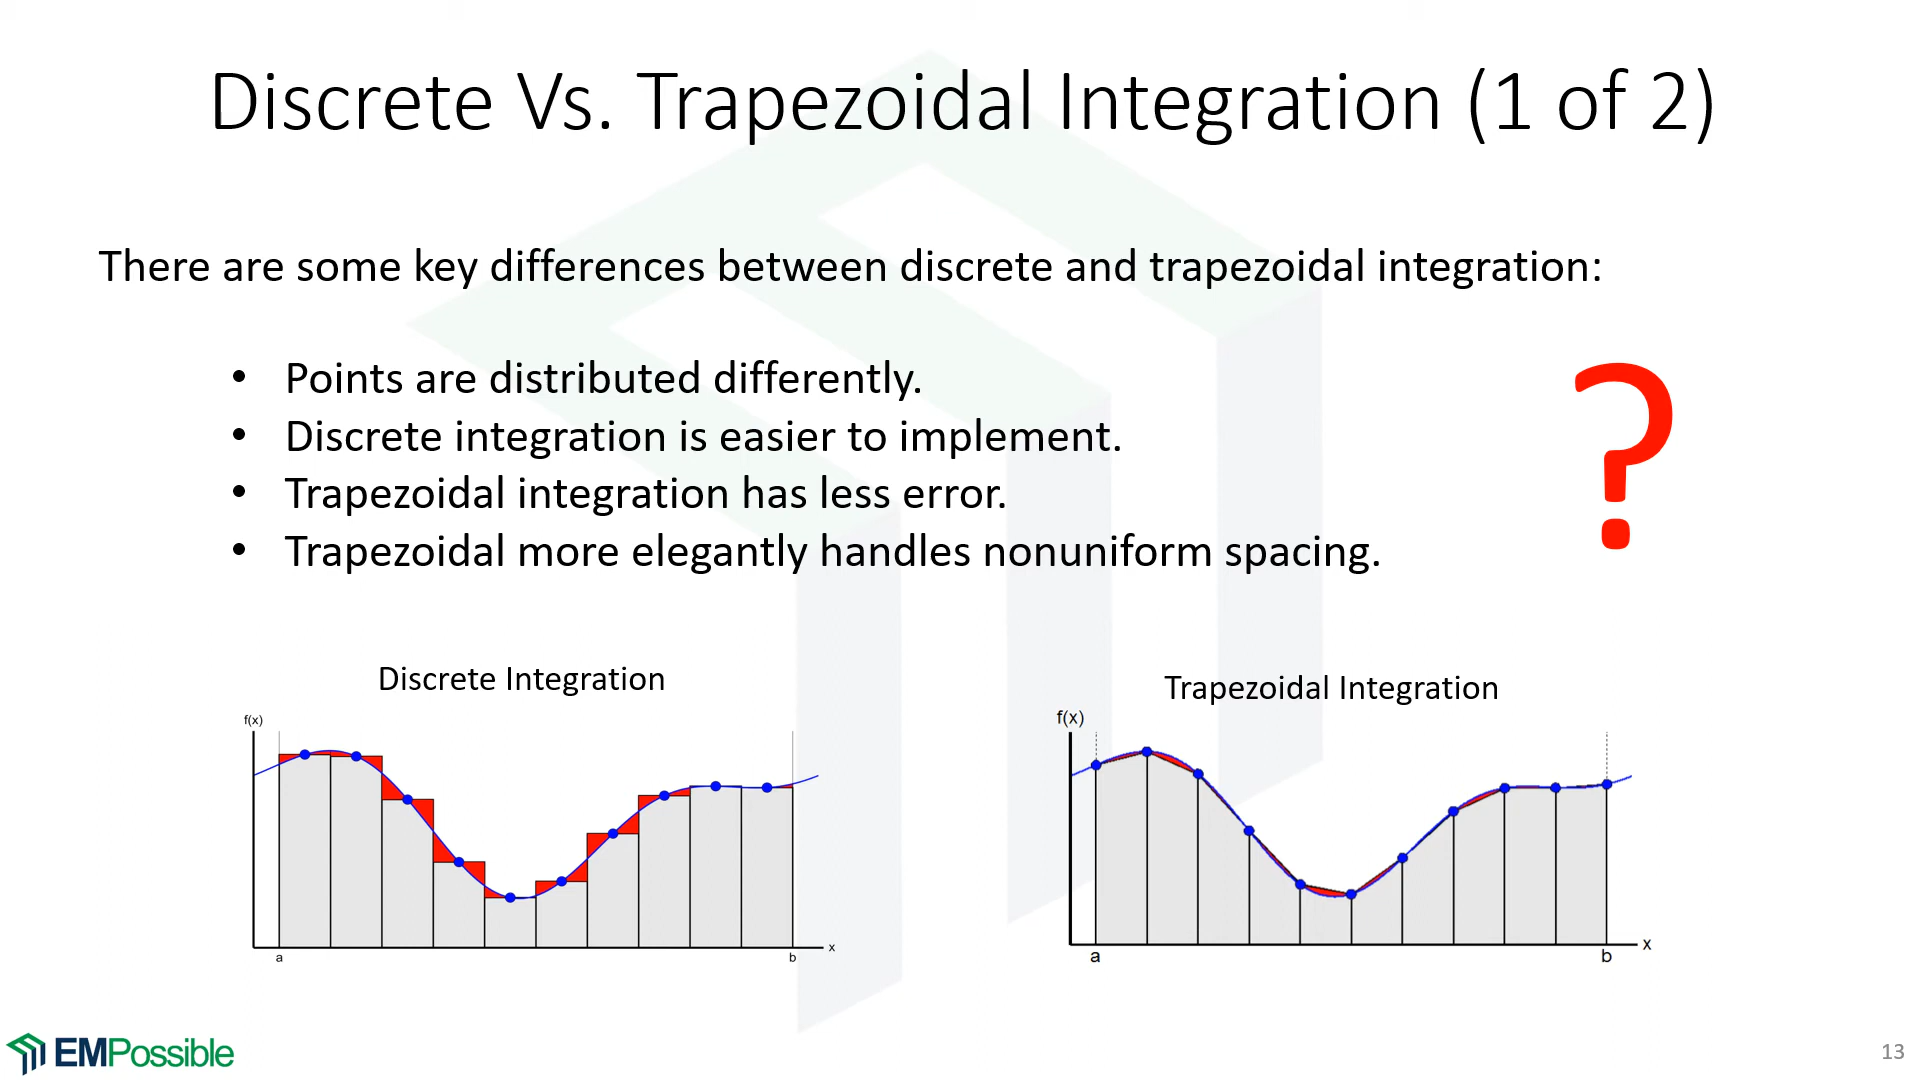 Discrete Vs. Trapezoidal Integration (1 of 2)
There are some key differences between discrete and trapezoidal integration:
• Points are distributed differently.
• Discrete integration is easier to implement.
• Trapezoidal integration has less error.
• Trapezoidal more elegantly handles nonuniform spacing.
?
Discrete Integration
f(x)
x
a
b
Trapezoidal Integration
f(x)
x
a
b
EMPossible
13